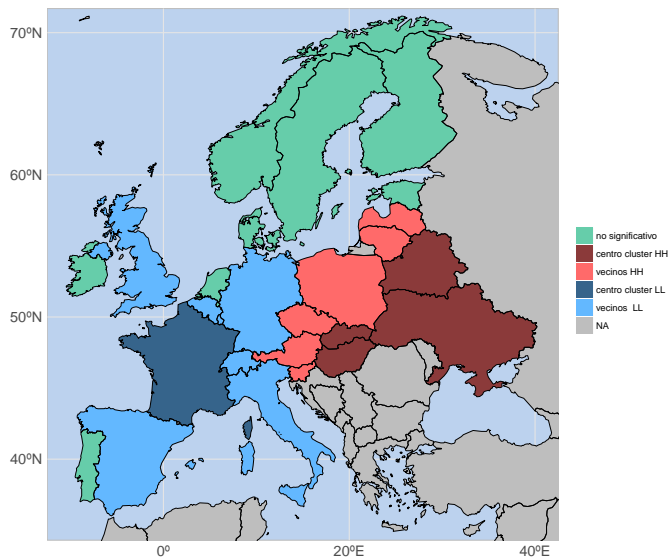 70ºN
60ºN
50ºN
40ºN
0º
20ºE
40ºE
no significativo
centro cluster HH
vecinos HH
centro cluster LL
vecinos  LL
NA